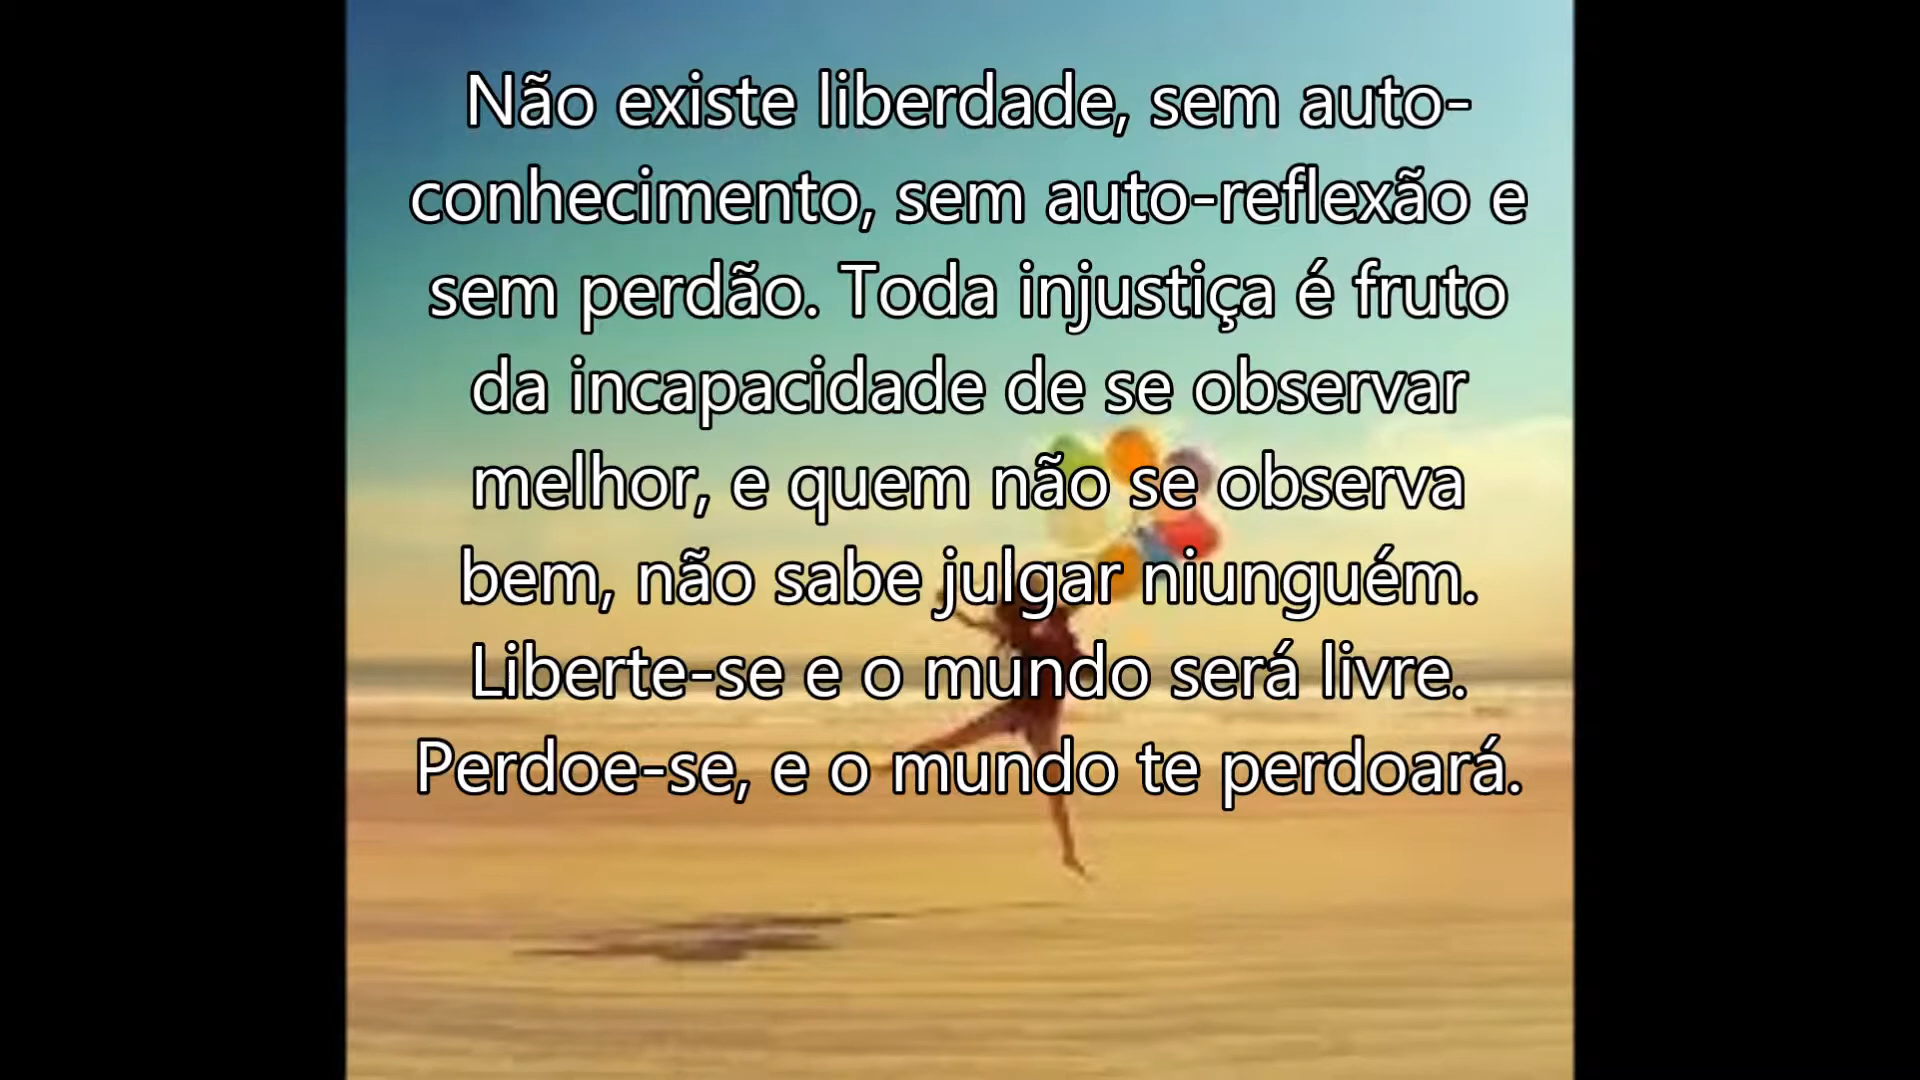 Não existe liberdade, sem auto-
conhecimento, sem auto-reflexão e
sem perdão. Toda injustiça é fruto
da incapacidade de se observar
melhor, e quem não se observa
bem, não sabe julgar niunguém.
Liberte-se e o mundo será livre.
Perdoe-se, e o mundo te perdoará.